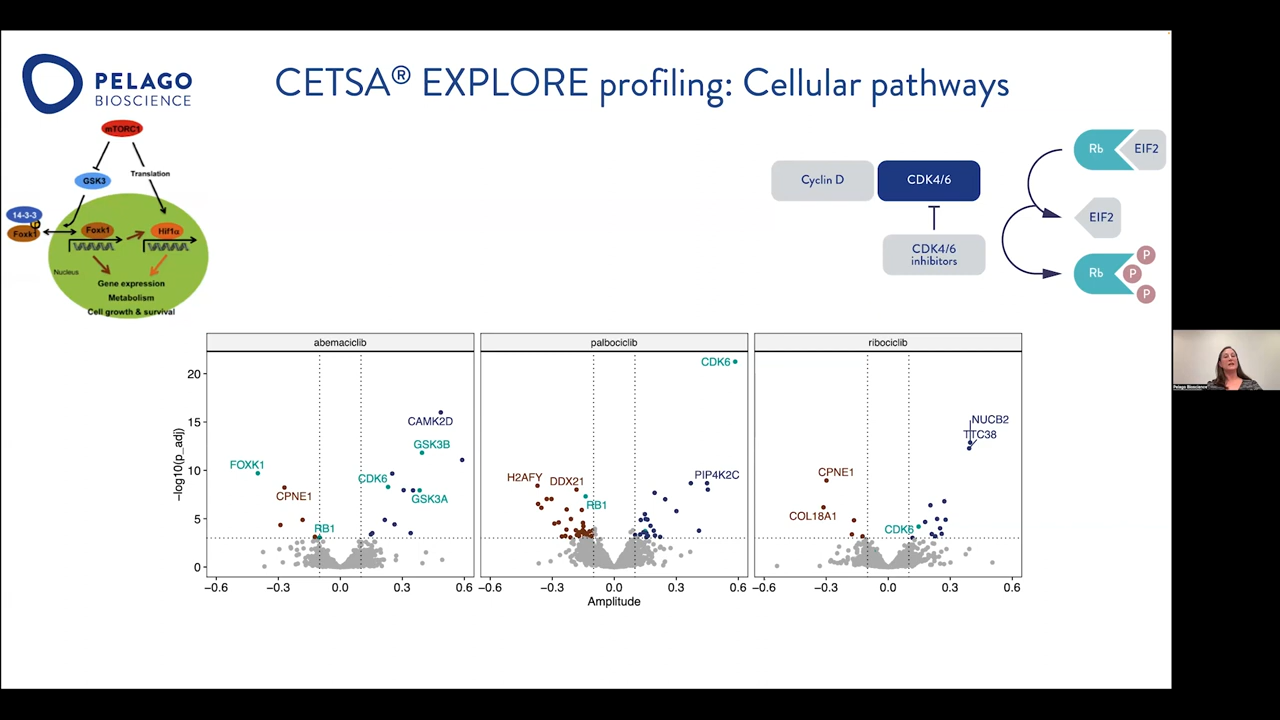 PELAGO
BIOSCIENCE
CETSA® EXPLORE profiling: Cellular pathways
mTORC1
GSK3
Translation
14-3-3
P
Foxk1
Foxk1
Hif1α
Nucleus
Gene expression
Metabolism
Cell growth & survival
Cyclin D
CDK4/6
CDK4/6
inhibitors
Rb
EIF2
EIF2
Rb
P
P
P
abemaciclib
palbociclib
ribociclib
−log10(p_adj)
20
15
10
5
0
FOXK1
CPNE1
RB1
CAMK2D
GSK3B
CDK6
GSK3A
CDK6
H2AFY
DDX21
RB1
PIP4K2C
NUCB2
TTC38
CPNE1
COL18A1
CDK6
−0.6 −0.3 0.0 0.3 0.6
−0.6 −0.3 0.0 0.3 0.6
−0.6 −0.3 0.0 0.3 0.6
Amplitude
Pelago Bioscience